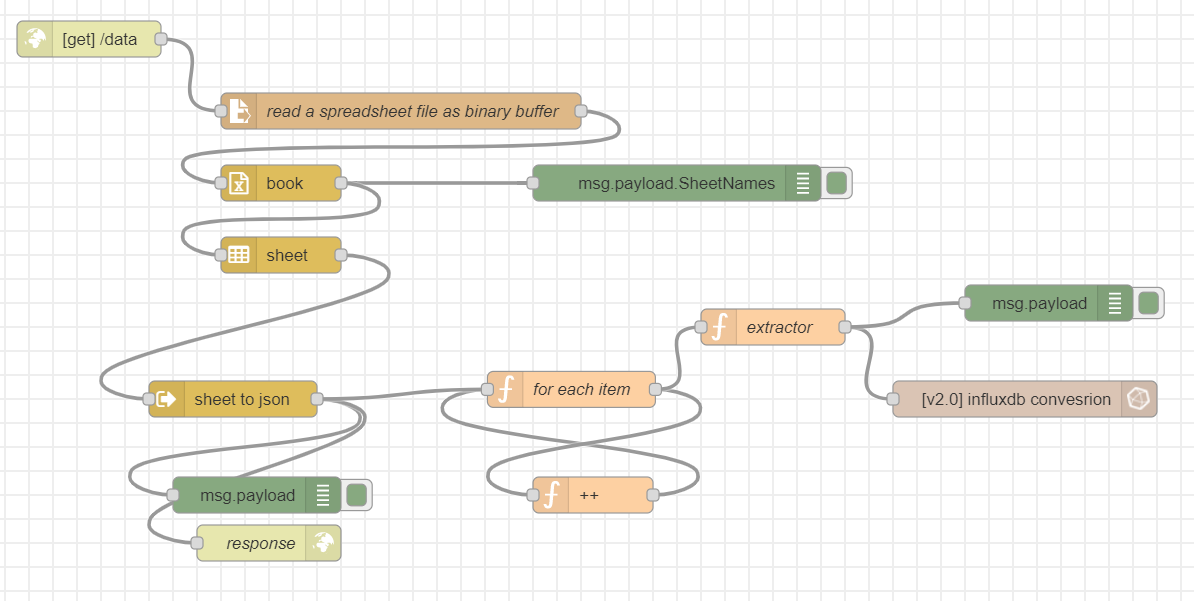 [get] /data
read a spreadsheet file as binary buffer
book
msg.payload.SheetNames
sheet
msg.payload
extractor
for each item
sheet to json
[v2.0] influxdb convesrion
msg.payload
++
response